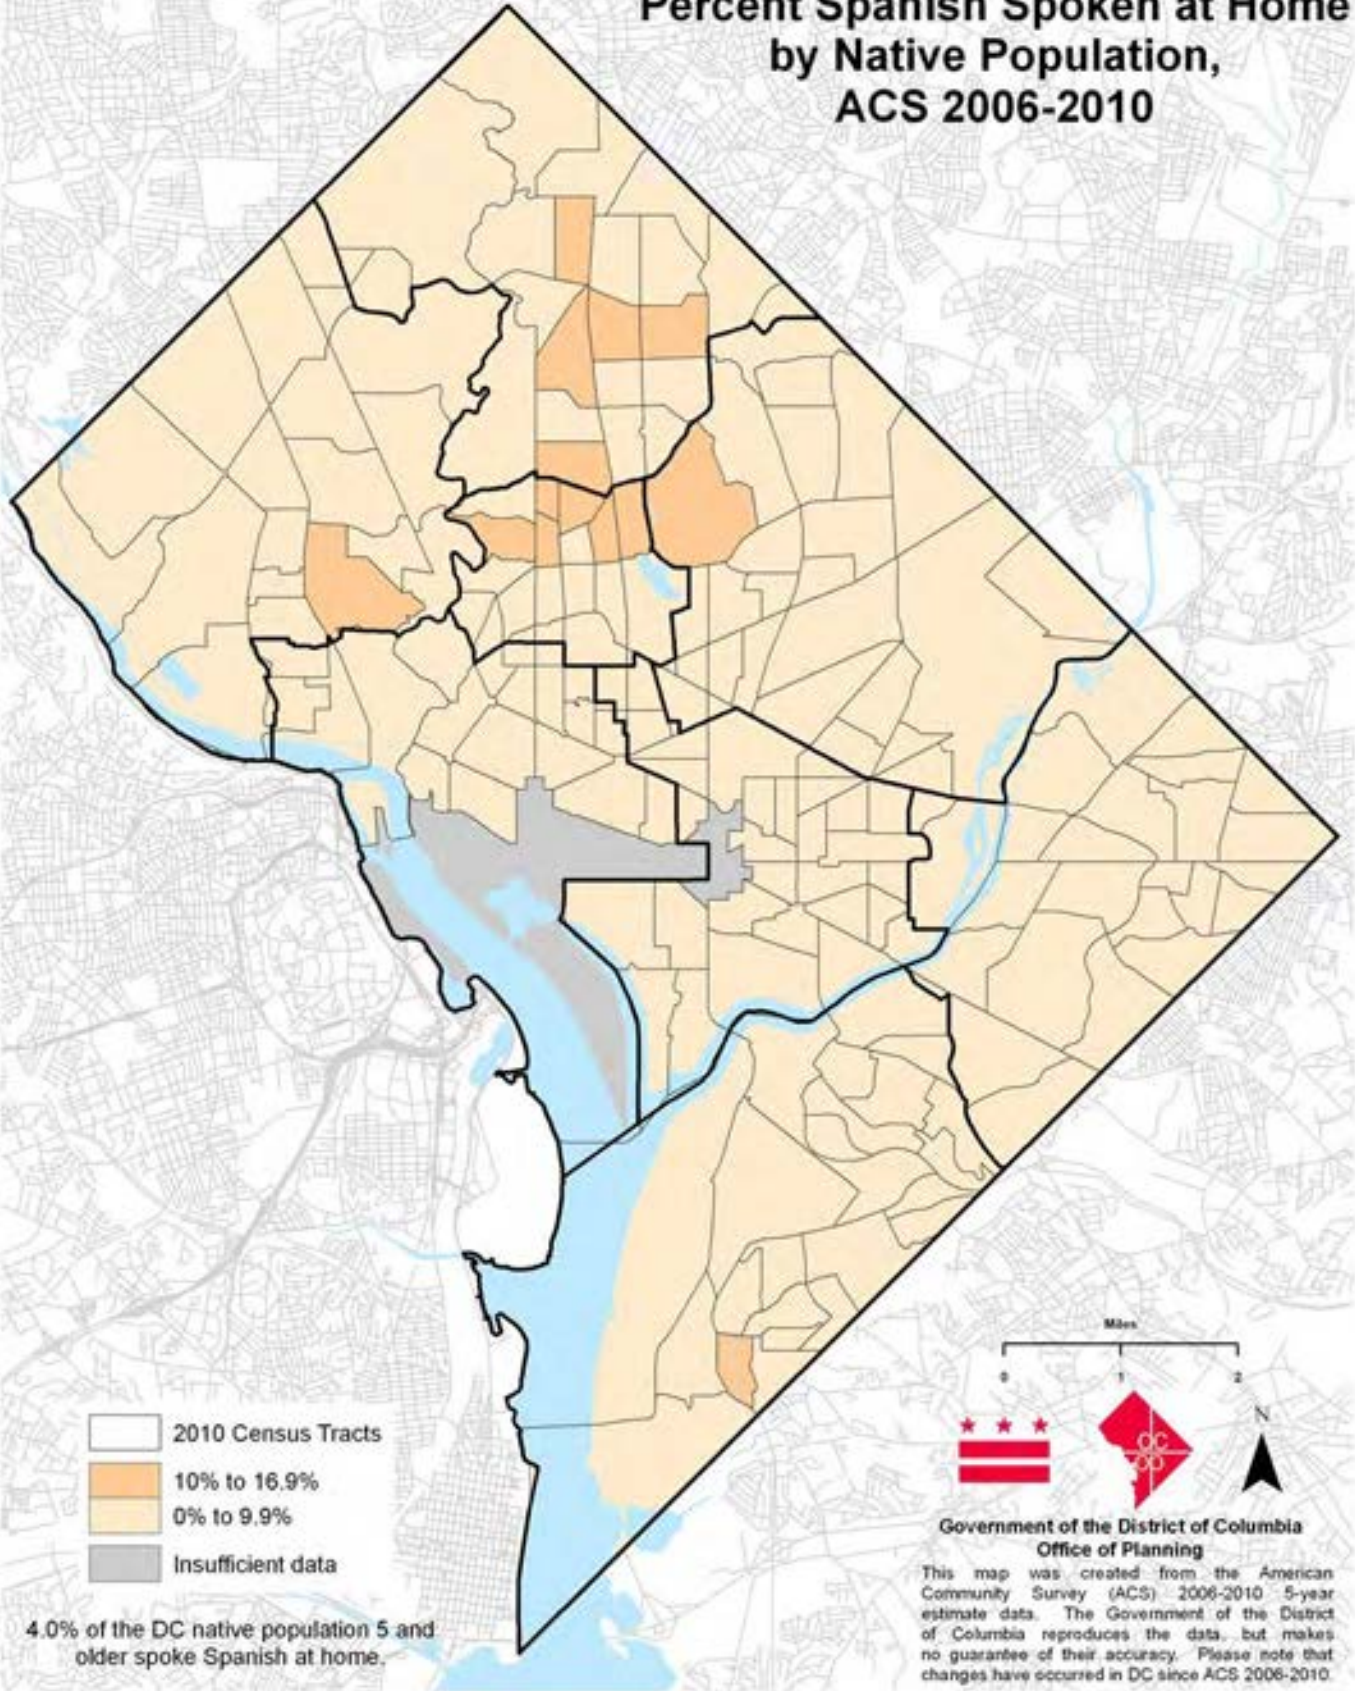 Percent Spanish Spoken at Home
by Native Population,
ACS 2006-2010
Miles
0 1 2
2010 Census Tracts
10% to 16.9%
0% to 9.9%
Insufficient data
4.0% of the DC native population 5 and
older spoke Spanish at home.
N
DC
OP
Government of the District of Columbia
Office of Planning
This map was created from the American
Community Survey (ACS) 2006-2010 5-year
estimate data. The Government of the District
of Columbia reproduces the data, but makes
no guarantee of their accuracy. Please note that
changes have occurred in DC since ACS 2006-2010.